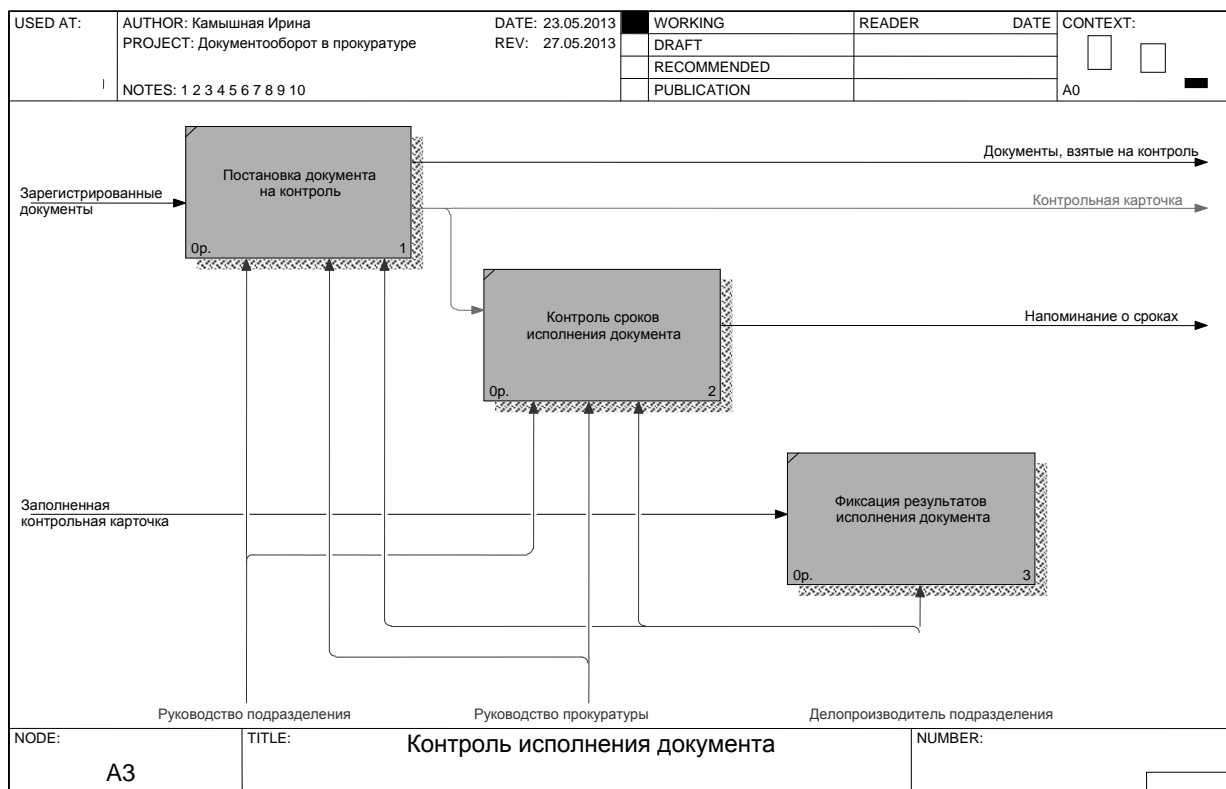 USED AT:
AUTHOR: Камышная Ирина
DATE: 23.05.2013
PROJECT: Документооборот в прокуратуре
REV: 27.05.2013
NOTES: 1 2 3 4 5 6 7 8 9 10
WORKING
DRAFT
RECOMMENDED
PUBLICATION
READER
DATE
CONTEXT:
A0
Постановка документа
на контроль
0р.
1
Зарегистрированные
документы
Документы, взятые на контроль
Контрольная карточка
Контроль сроков
исполнения документа
0р.
2
Напоминание о сроках
Заполненная
контрольная карточка
Фиксация результатов
исполнения документа
0р.
3
Руководство подразделения
Руководство прокуратуры
Делопроизводитель подразделения
NODE:
A3
TITLE:
Контроль исполнения документа
NUMBER: